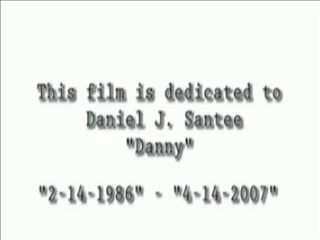 This film is dedicated to
Daniel J. Santee
"Danny"
"2-14-1986" - "4-14-2007"